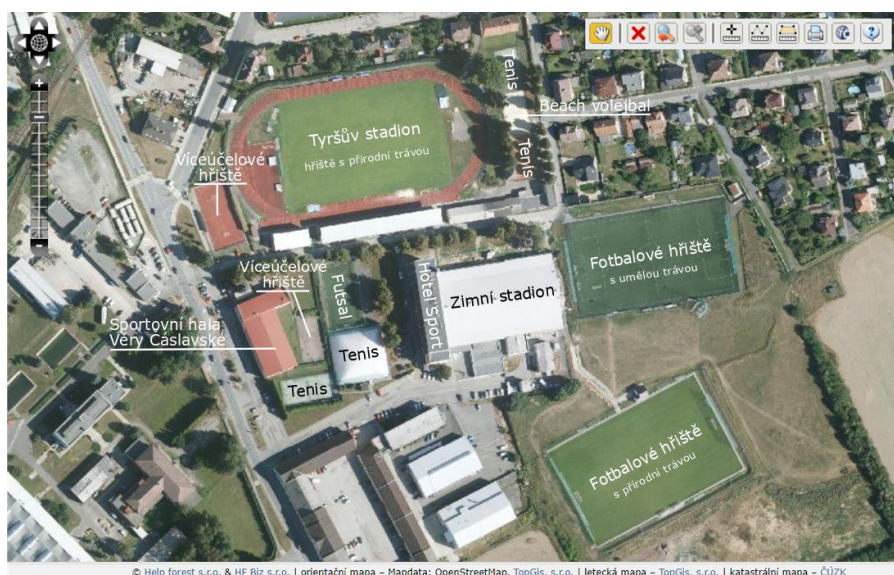 Tenis
Beach volejbal
Tyršův stadion
hřiště s přírodní trávou
Tenis
Víceúčelové
hřiště
Fotbalové hřiště
s umělou trávou
Víceúčelové
hřiště
Futsal
Hôtel Sport
Zimní stadion
Sportovní hala
Věry Cáslavské
Tenis
Tenis
Fotbalové hřiště
s přírodní trávou
© Help forest s.r.o. & HF Biz s.r.o. | orientační mapa – Mapdata: OpenStreetMap, TopGis, s.r.o. | letecká mapa – TopGis, s.r.o. | katastrální mapa – ČÚZK